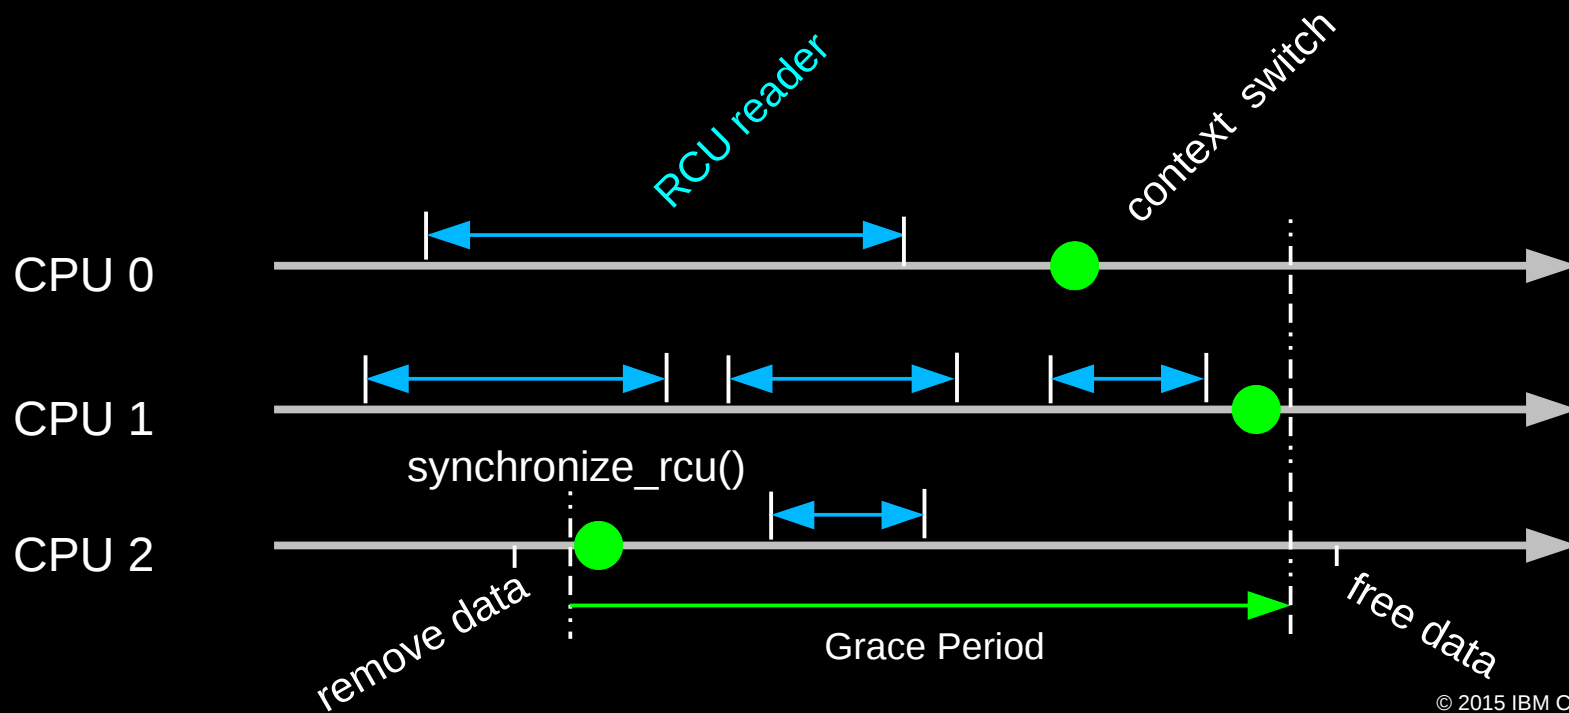 RCU reader
context switch
CPU 0
CPU 1
synchronize_rcu()
CPU 2
remove data
Grace Period
free data
© 2015 IBM C